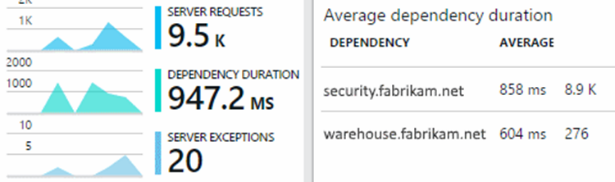 2K
1K
SERVER REQUESTS
9.5 K
2000
1000
DEPENDENCY DURATION
947.2 MS
10
5
SERVER EXCEPTIONS
20
Average dependency duration
DEPENDENCY AVERAGE
security.fabrikam.net 858 ms 8.9 K
warehouse.fabrikam.net 604 ms 276